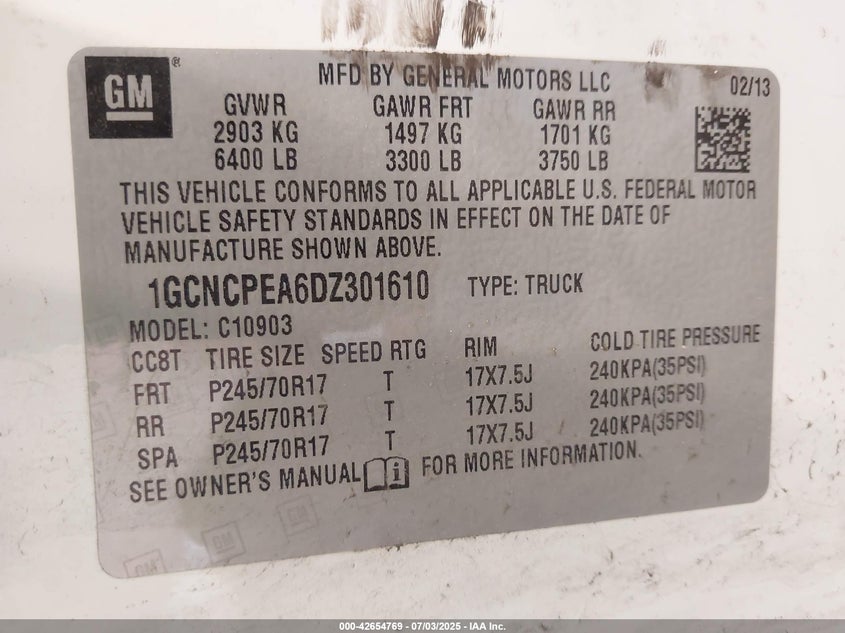 GM®
MFD BY GENERAL MOTORS LLC
02/13
GVWR GAWR FRT GAWR RR
2903 KG 1497 KG 1701 KG
6400 LB 3300 LB 3750 LB
THIS VEHICLE CONFORMS TO ALL APPLICABLE U.S. FEDERAL MOTOR
VEHICLE SAFETY STANDARDS IN EFFECT ON THE DATE OF
MANUFACTURE SHOWN ABOVE.
1GCNCPEA6DZ301610 TYPE: TRUCK
MODEL: C10903
CC8T TIRE SIZE SPEED RTG RIM COLD TIRE PRESSURE
FRT P245/70R17 T 17X7.5J 240KPA(35PSI)
RR P245/70R17 T 17X7.5J 240KPA(35PSI)
SPA P245/70R17 T 17X7.5J 240KPA(35PSI)
SEE OWNER'S MANUAL FOR MORE INFORMATION.
GM GM GM
000-42654769 - 07/03/2025 - IAA Inc.